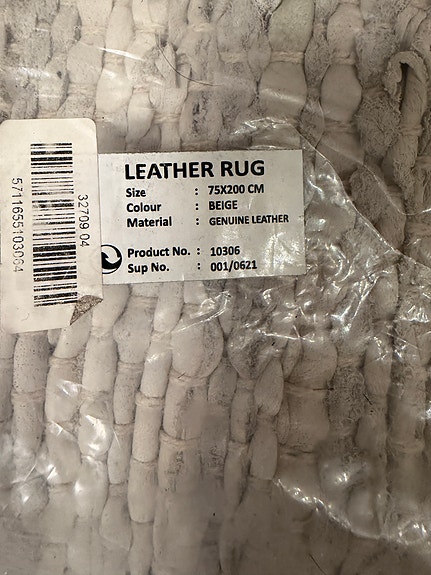 LEATHER RUG
Size : 75X200 CM
Colour : BEIGE
Material : GENUINE LEATHER
Product No. : 10306
Sup No. : 001/0621
32709 04